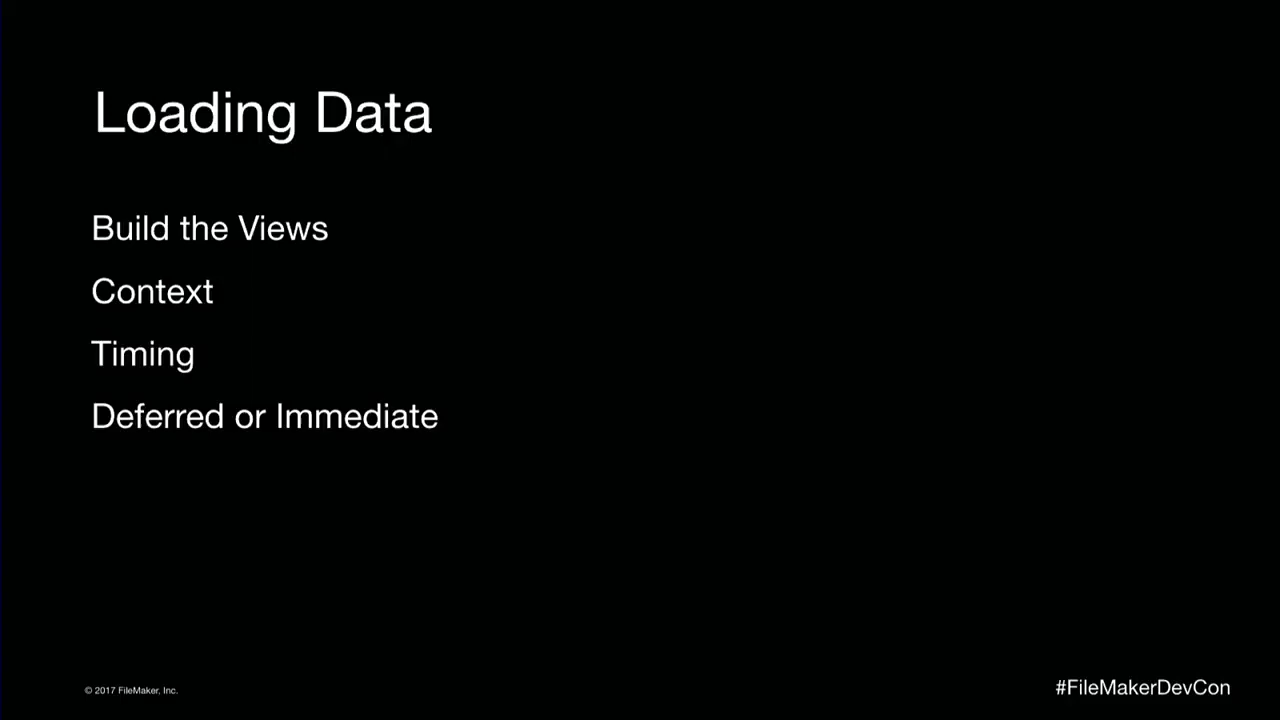 Loading Data
Build the Views
Context
Timing
Deferred or Immediate
© 2017 FileMaker, Inc.
#FileMakerDevCon